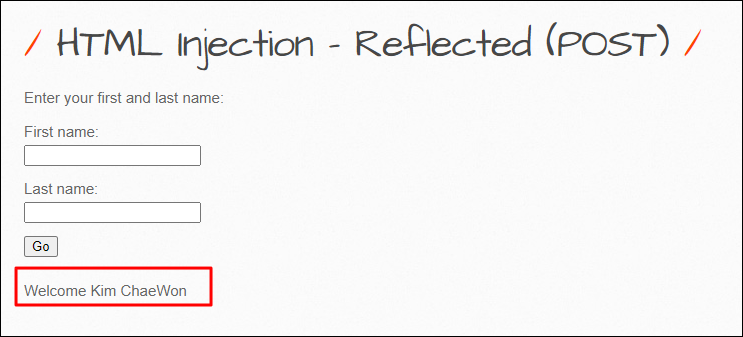 / HTML Injection - Reflected (POST) /
Enter your first and last name:
First name:
Last name:
Go
Welcome Kim ChaeWon